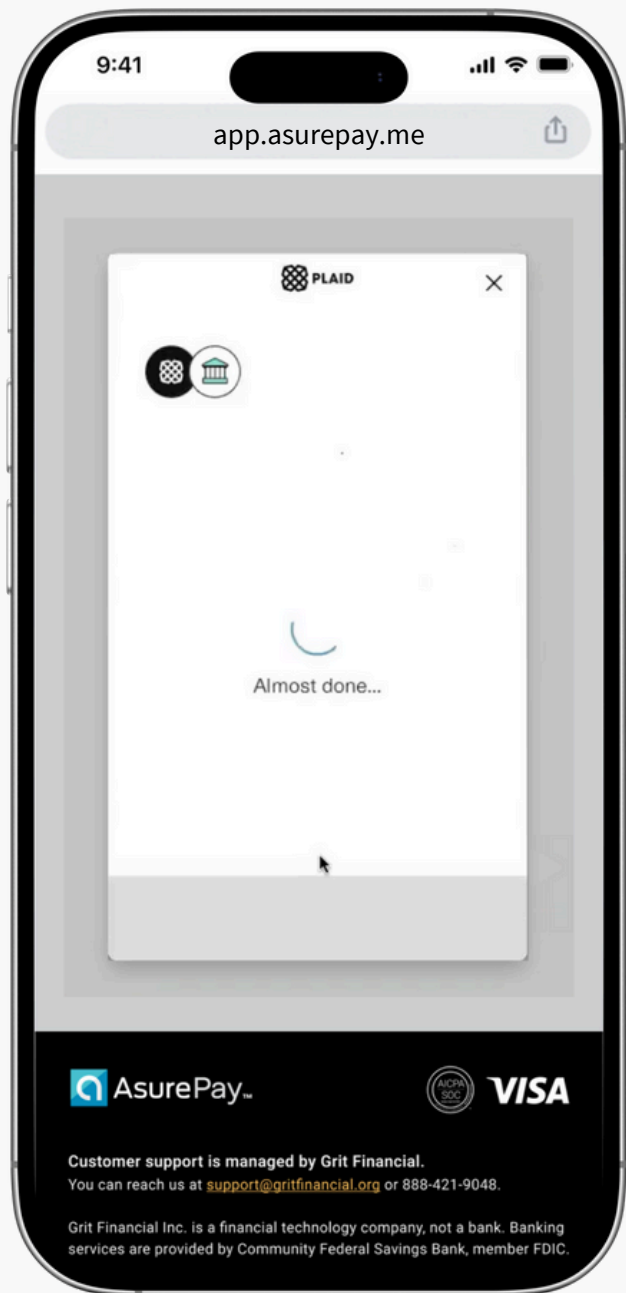 9:41
app.asurepay.me
PLAID
Almost done...
AsurePay™
AICPA
SOC
VISA
Customer support is managed by Grit Financial.
You can reach us at support@gritfinancial.org or 888-421-9048.
Grit Financial Inc. is a financial technology company, not a bank. Banking
services are provided by Community Federal Savings Bank, member FDIC.